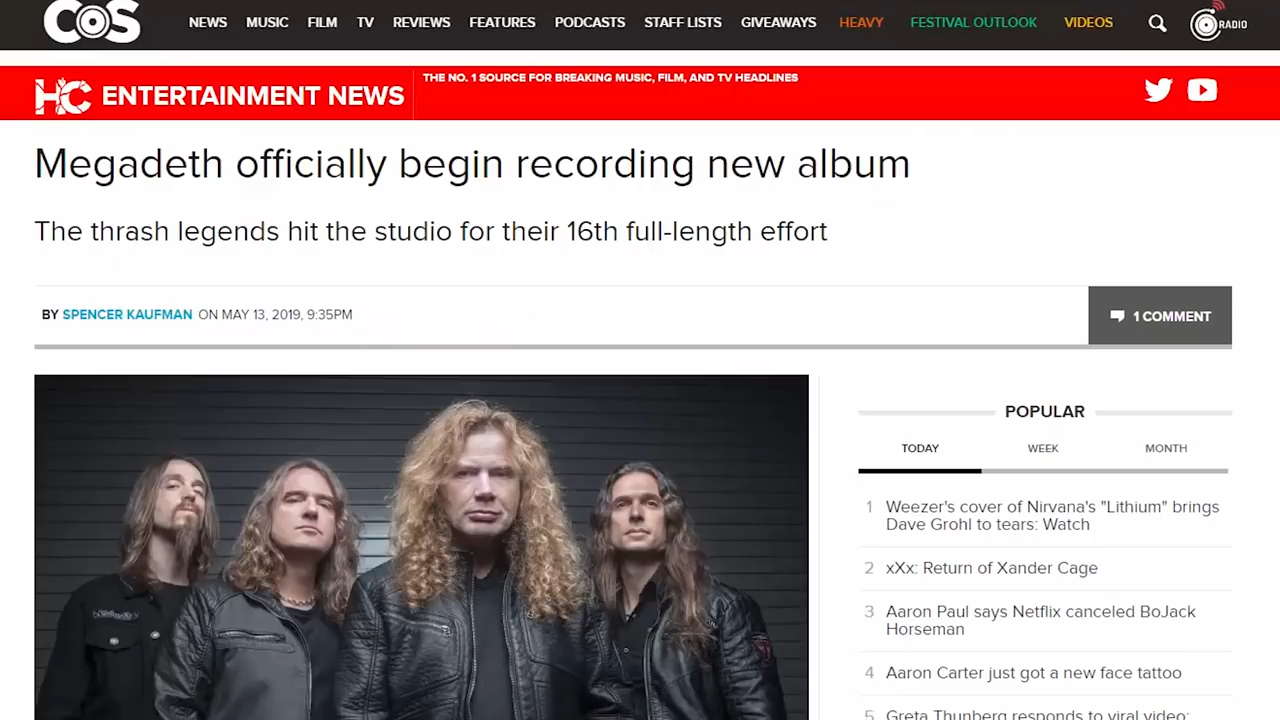 COS
NEWS MUSIC FILM TV REVIEWS FEATURES PODCASTS STAFF LISTS GIVEAWAYS HEAVY FESTIVAL OUTLOOK VIDEOS RADIO
HC ENTERTAINMENT NEWS
THE NO. 1 SOURCE FOR BREAKING MUSIC, FILM, AND TV HEADLINES
Megadeth officially begin recording new album
The thrash legends hit the studio for their 16th full-length effort
BY SPENCER KAUFMAN ON MAY 13, 2019, 9:35PM
1 COMMENT
POPULAR
TODAY WEEK MONTH
1 Weezer's cover of Nirvana's "Lithium" brings
Dave Grohl to tears: Watch
2 xXx: Return of Xander Cage
3 Aaron Paul says Netflix canceled BoJack
Horseman
4 Aaron Carter just got a new face tattoo
5 Greta Thunberg responds to viral video: